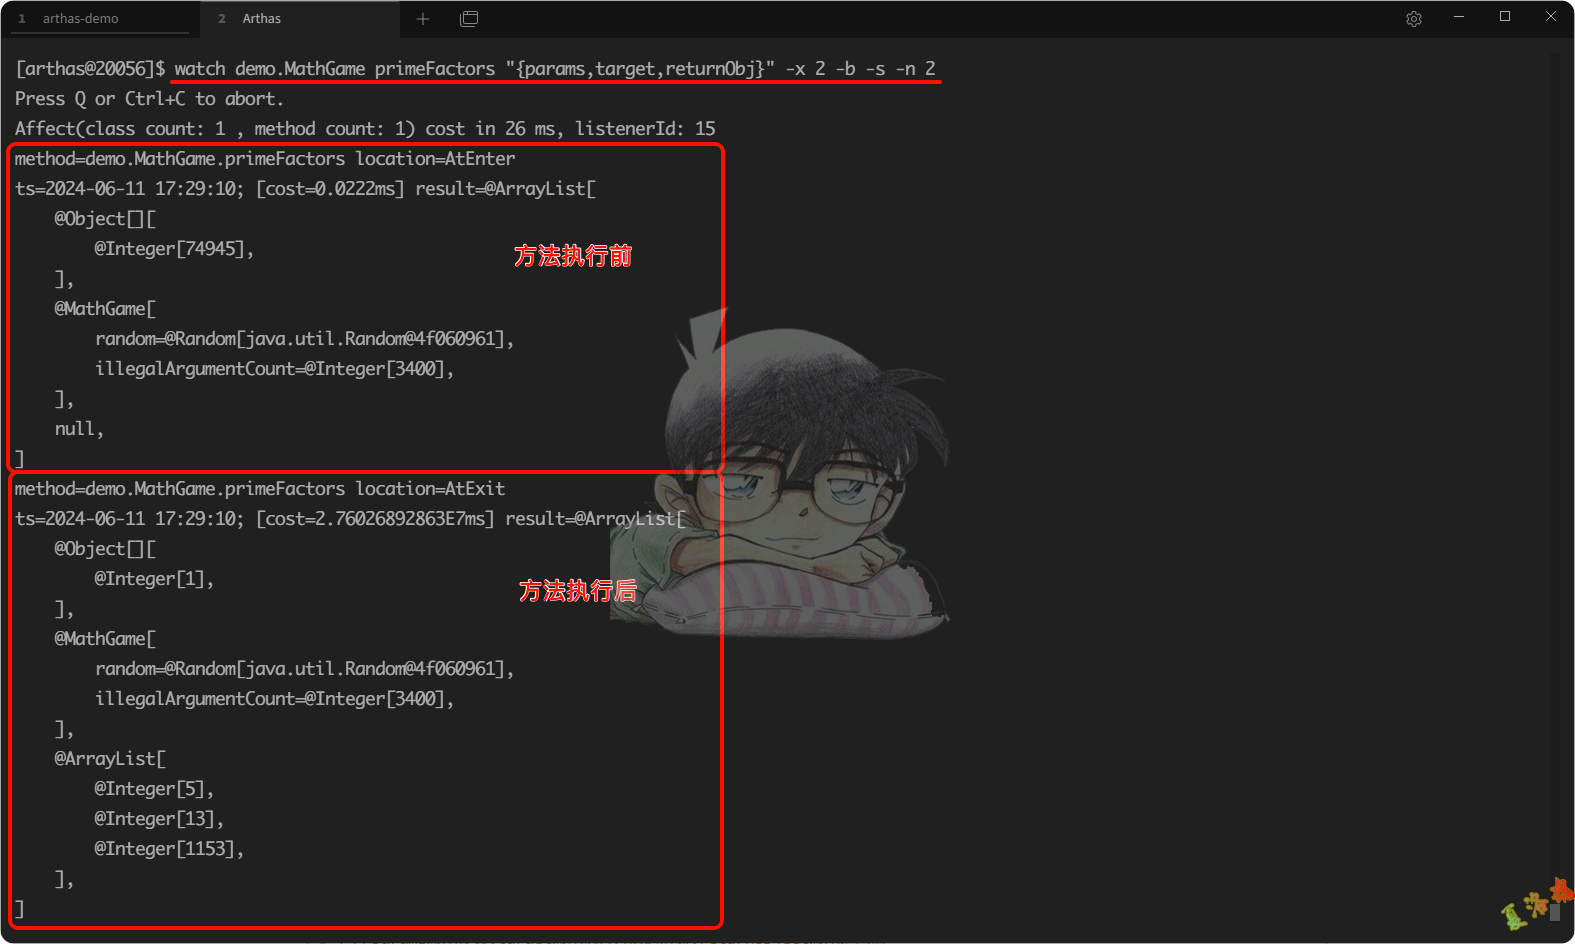 1 arthas-demo
2 Arthas
[arthas@20056]$ watch demo.MathGame primeFactors "{params,target,returnObj}" -x 2 -b -s -n 2
Press Q or Ctrl+C to abort.
Affect(class count: 1 , method count: 1) cost in 26 ms, listenerId: 15
method=demo.MathGame.primeFactors location=AtEnter
ts=2024-06-11 17:29:10; [cost=0.0222ms] result=@ArrayList[
    @Object[][
        @Integer[74945],
方法执行前
    ],
    @MathGame[
        random=@Random[java.util.Random@4f060961],
        illegalArgumentCount=@Integer[3400],
    ],
    null,
]
method=demo.MathGame.primeFactors location=AtExit
ts=2024-06-11 17:29:10; [cost=2.76026892863E7ms] result=@ArrayList[
    @Object[][
        @Integer[1],
方法执行后
    ],
    @MathGame[
        random=@Random[java.util.Random@4f060961],
        illegalArgumentCount=@Integer[3400],
    ],
    @ArrayList[
        @Integer[5],
        @Integer[13],
        @Integer[1153],
    ],
]